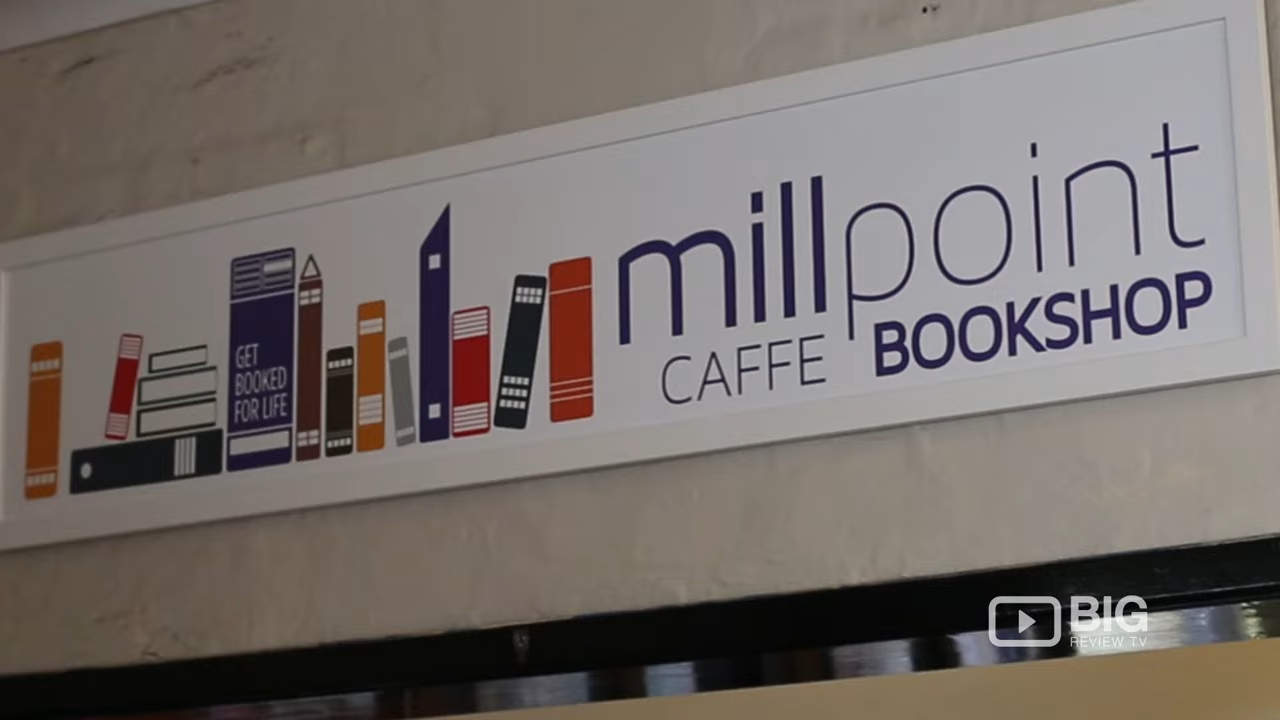 GET
BOOKED
FOR LIFE
millpoint
CAFFE BOOKSHOP
BIG
REVIEW TV